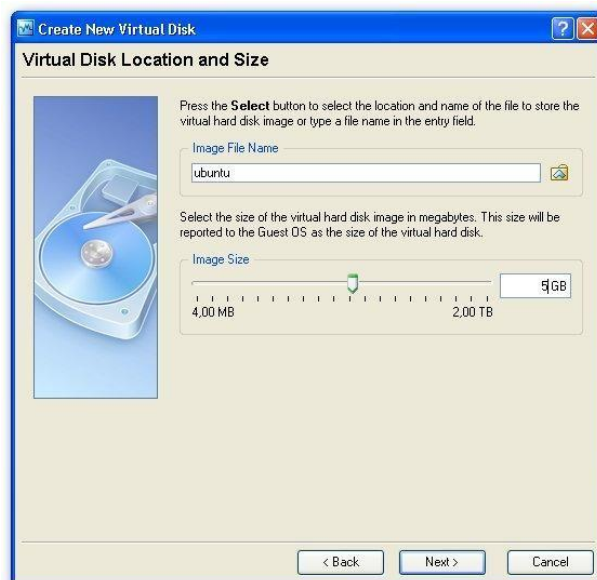 Create New Virtual Disk
Virtual Disk Location and Size
Press the Select button to select the location and name of the file to store the
virtual hard disk image or type a file name in the entry field.
Image File Name
ubuntu
Select the size of the virtual hard disk image in megabytes. This size will be
reported to the Guest OS as the size of the virtual hard disk.
Image Size
5 GB
4,00 MB 2,00 TB
< Back Next > Cancel